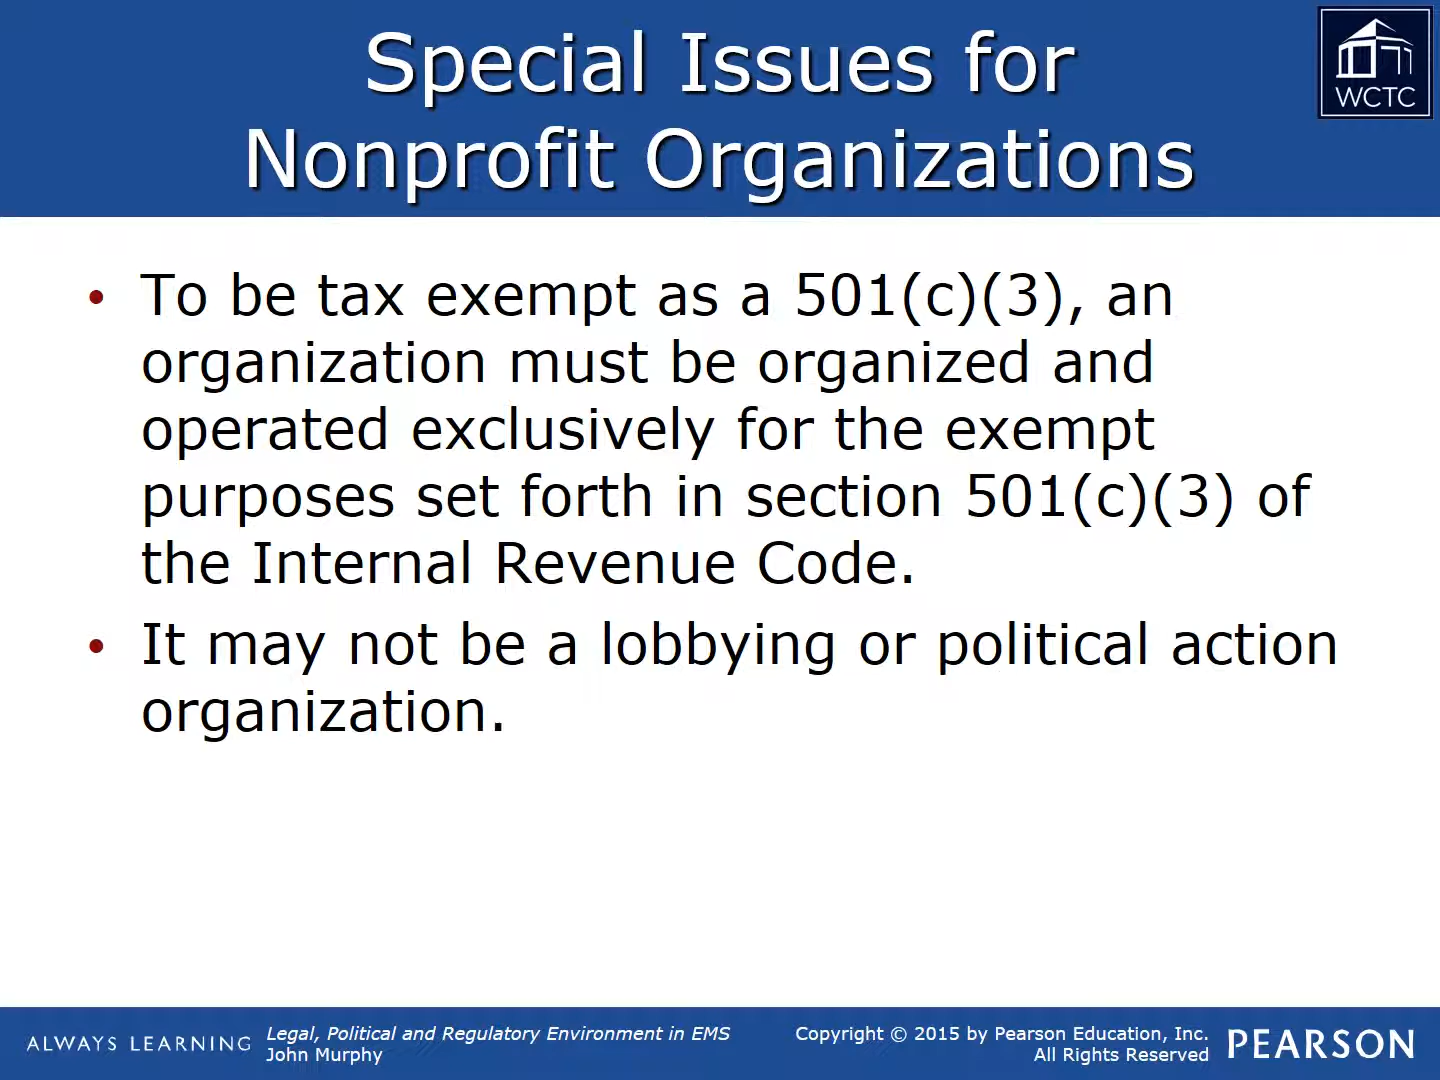 Special Issues for
Nonprofit Organizations
WCTC
• To be tax exempt as a 501(c)(3), an
organization must be organized and
operated exclusively for the exempt
purposes set forth in section 501(c)(3) of
the Internal Revenue Code.
• It may not be a lobbying or political action
organization.
ALWAYS LEARNING
Legal, Political and Regulatory Environment in EMS
John Murphy
Copyright © 2015 by Pearson Education, Inc.
All Rights Reserved
PEARSON